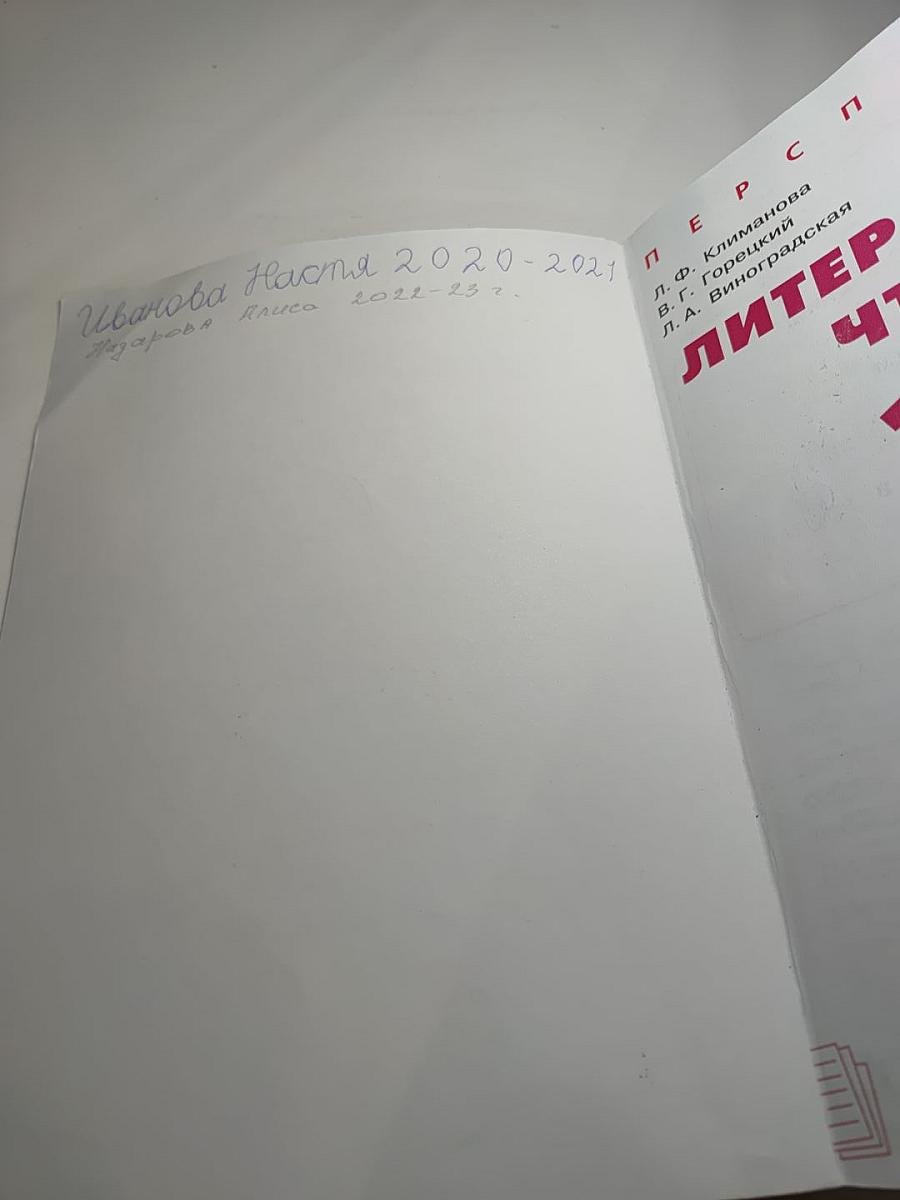 Иванова Настя 2020-2021
Назарова Алиса 2022-23 г.
П Е Р С П
Л. Ф. Климанова
В. Г. Горецкий
Л. А. Виноградская
ЛИТЕР
ЧТ